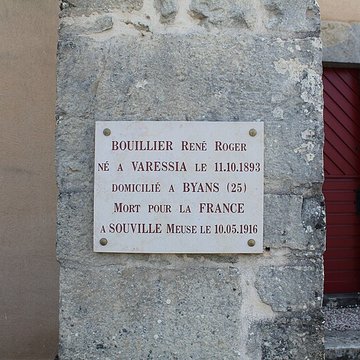 BOUILLIER RENÉ ROGER
NÉ A VARESSIA LE 11.10.1893
DOMICILIÉ A BYANS (25)
MORT POUR LA FRANCE
A SOUVILLE MEUSE LE 10.05.1916